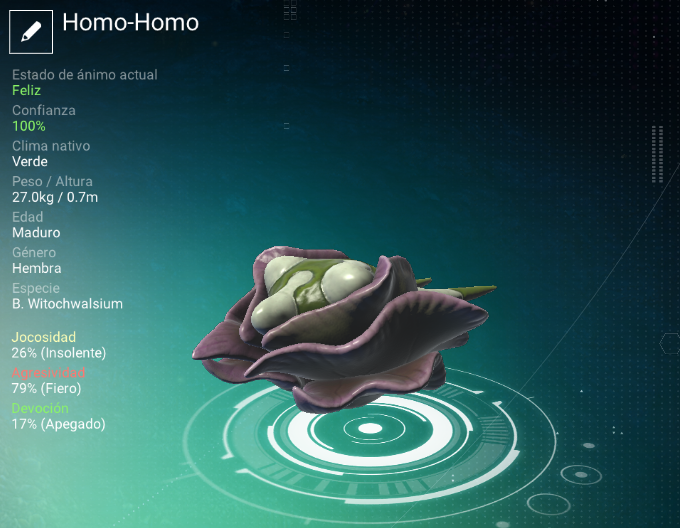 Homo-Homo
Estado de ánimo actual
Feliz
Confianza
100%
Clima nativo
Verde
Peso / Altura
27.0kg / 0.7m
Edad
Maduro
Género
Hembra
Especie
B. Witochwalsium
Jocosidad
26% (Insolente)
Agresividad
79% (Fiero)
Devoción
17% (Apegado)